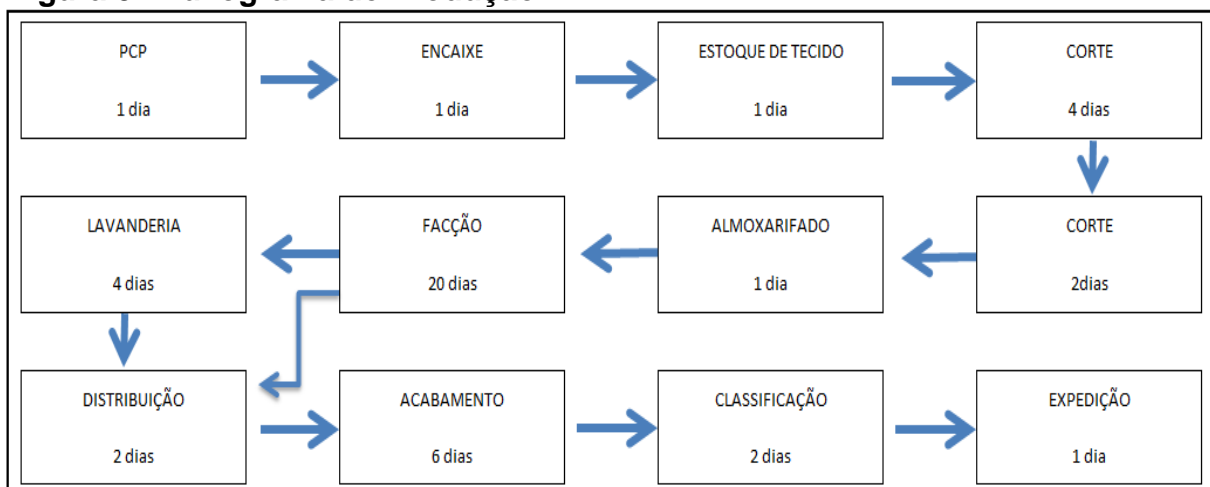 PCP
1 dia
ENCAIXE
1 dia
ESTOQUE DE TECIDO
1 dia
CORTE
4 dias
LAVANDERIA
4 dias
FACÇÃO
20 dias
ALMOXARIFADO
1 dia
CORTE
2dias
DISTRIBUIÇÃO
2 dias
ACABAMENTO
6 dias
CLASSIFICAÇÃO
2 dias
EXPEDIÇÃO
1 dia